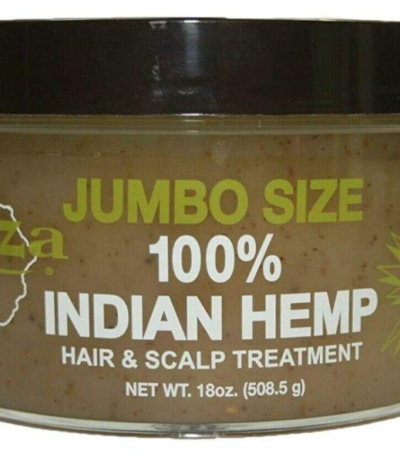 JUMBO SIZE
100%
INDIAN HEMP
HAIR & SCALP TREATMENT
NET WT. 18oz. (508.5 g)